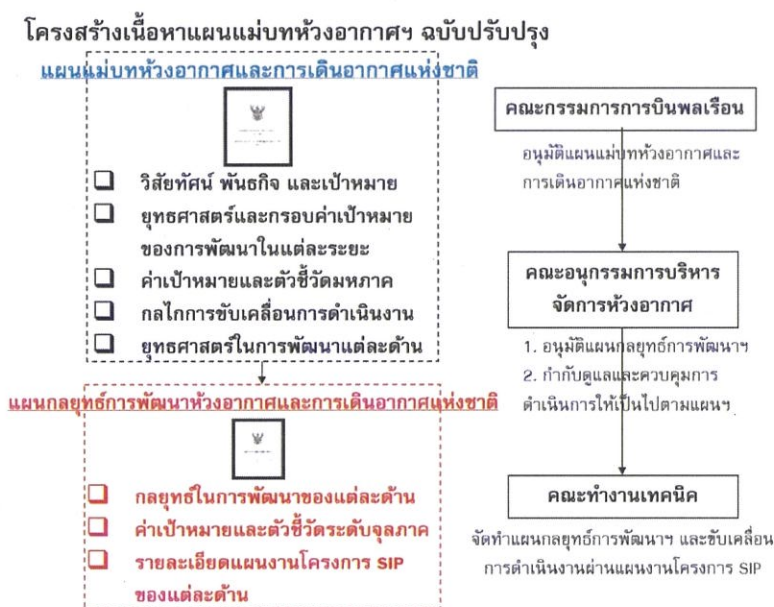 โครงสร้างเนื้อหาแผนแม่บทห้วงอากาศฯ ฉบับปรับปรุง
แผนแม่บทห้วงอากาศและการเดินอากาศแห่งชาติ
วิสัยทัศน์ พันธกิจ และเป้าหมาย
ยุทธศาสตร์และกรอบค่าเป้าหมาย
ของการพัฒนาในแต่ละระยะ
ค่าเป้าหมายและตัวชี้วัดมหภาค
กลไกการขับเคลื่อนการดำเนินงาน
ยุทธศาสตร์ในการพัฒนาแต่ละด้าน
แผนกลยุทธ์การพัฒนาห้วงอากาศและการเดินอากาศแห่งชาติ
กลยุทธ์ในการพัฒนาของแต่ละด้าน
ค่าเป้าหมายและตัวชี้วัดระดับจุลภาค
รายละเอียดแผนงานโครงการ SIP
ของแต่ละด้าน
คณะกรรมการการบินพลเรือน
อนุมัติแผนแม่บทห้วงอากาศและ
การเดินอากาศแห่งชาติ
คณะอนุกรรมการบริหาร
จัดการห้วงอากาศ
1. อนุมัติแผนกลยุทธ์การพัฒนาฯ
2. กำกับดูแลและควบคุมการ
ดำเนินการให้เป็นไปตามแผนฯ
คณะทำงานเทคนิค
จัดทำแผนกลยุทธ์การพัฒนาฯ และขับเคลื่อน
การดำเนินงานผ่านแผนงานโครงการ SIP